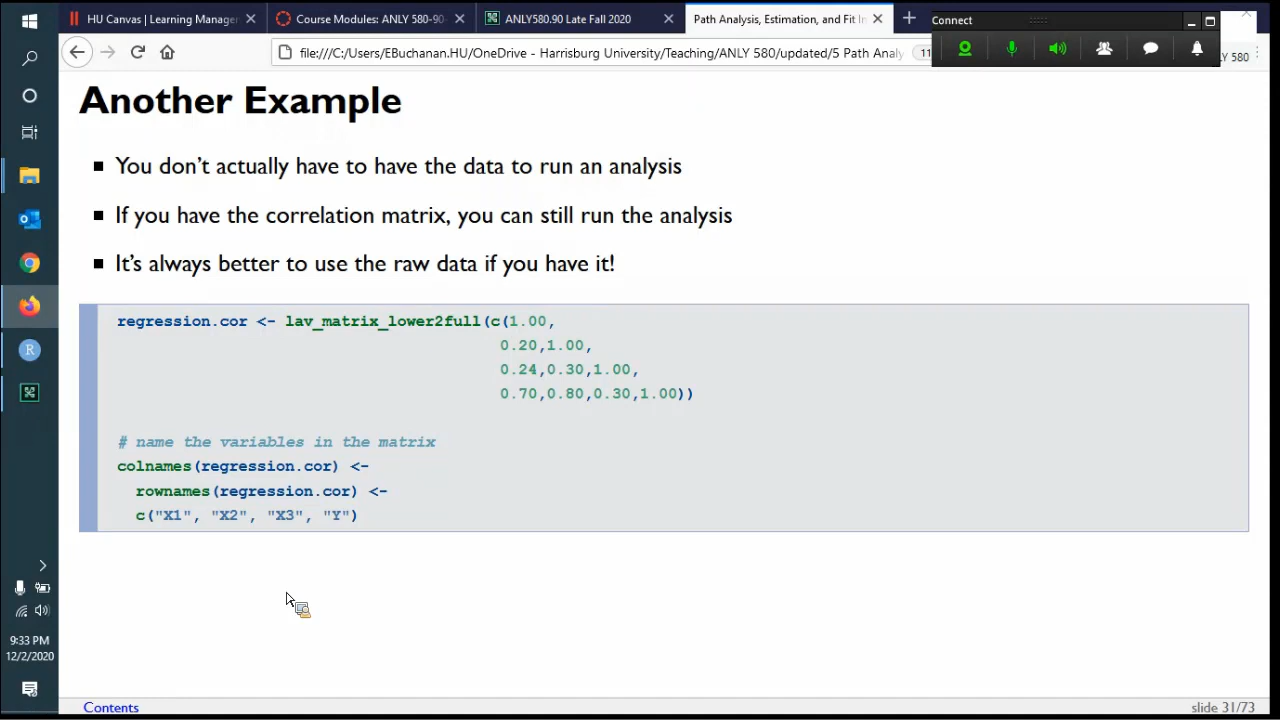 HU Canvas | Learning Manage
Course Modules: ANLY 580-90-
ANLY580.90 Late Fall 2020
Path Analysis, Estimation, and Fit In
Connect
file:///C:/Users/EBuchanan.HU/OneDrive - Harrisburg University/Teaching/ANLY 580/updated/5 Path Analy
LY 580
Another Example
You don't actually have to have the data to run an analysis
If you have the correlation matrix, you can still run the analysis
It's always better to use the raw data if you have it!
regression.cor <- lav_matrix_lower2full(c(1.00,
0.20,1.00,
0.24,0.30,1.00,
0.70,0.80,0.30,1.00))
# name the variables in the matrix
colnames(regression.cor) <-
rownames(regression.cor) <-
c("X1", "X2", "X3", "Y")
9:33 PM
12/2/2020
Contents
slide 31/73